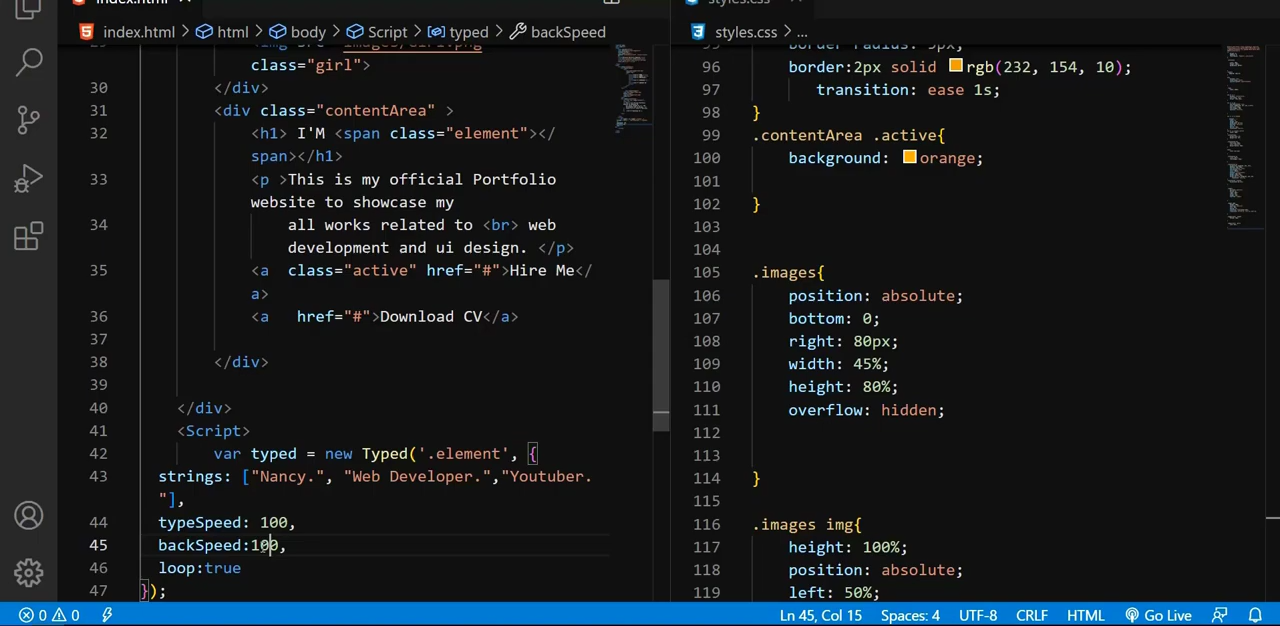 index.html
styles.css
index.html > html > body > Script > typed > backSpeed
styles.css > ...
class="girl">
30 </div>
31 <div class="contentArea" >
32 <h1> I'M <span class="element"></
span></h1>
33 <p >This is my official Portfolio
website to showcase my
34 all works related to <br> web
development and ui design. </p>
35 <a class="active" href="#">Hire Me</
a>
36 <a href="#">Download CV</a>
37
38 </div>
39
40 </div>
41 <Script>
42 var typed = new Typed('.element', {
43 strings: ["Nancy.", "Web Developer.","Youtuber.
"],
44 typeSpeed: 100,
45 backSpeed:100,
46 loop:true
47 });
96 border:2px solid rgb(232, 154, 10);
97 transition: ease 1s;
98 }
99 .contentArea .active{
100 background: orange;
101
102 }
103
104
105 .images{
106 position: absolute;
107 bottom: 0;
108 right: 80px;
109 width: 45%;
110 height: 80%;
111 overflow: hidden;
112
113
114 }
115
116 .images img{
117 height: 100%;
118 position: absolute;
119 left: 50%;
0 0 Ln 45, Col 15 Spaces: 4 UTF-8 CRLF HTML Go Live